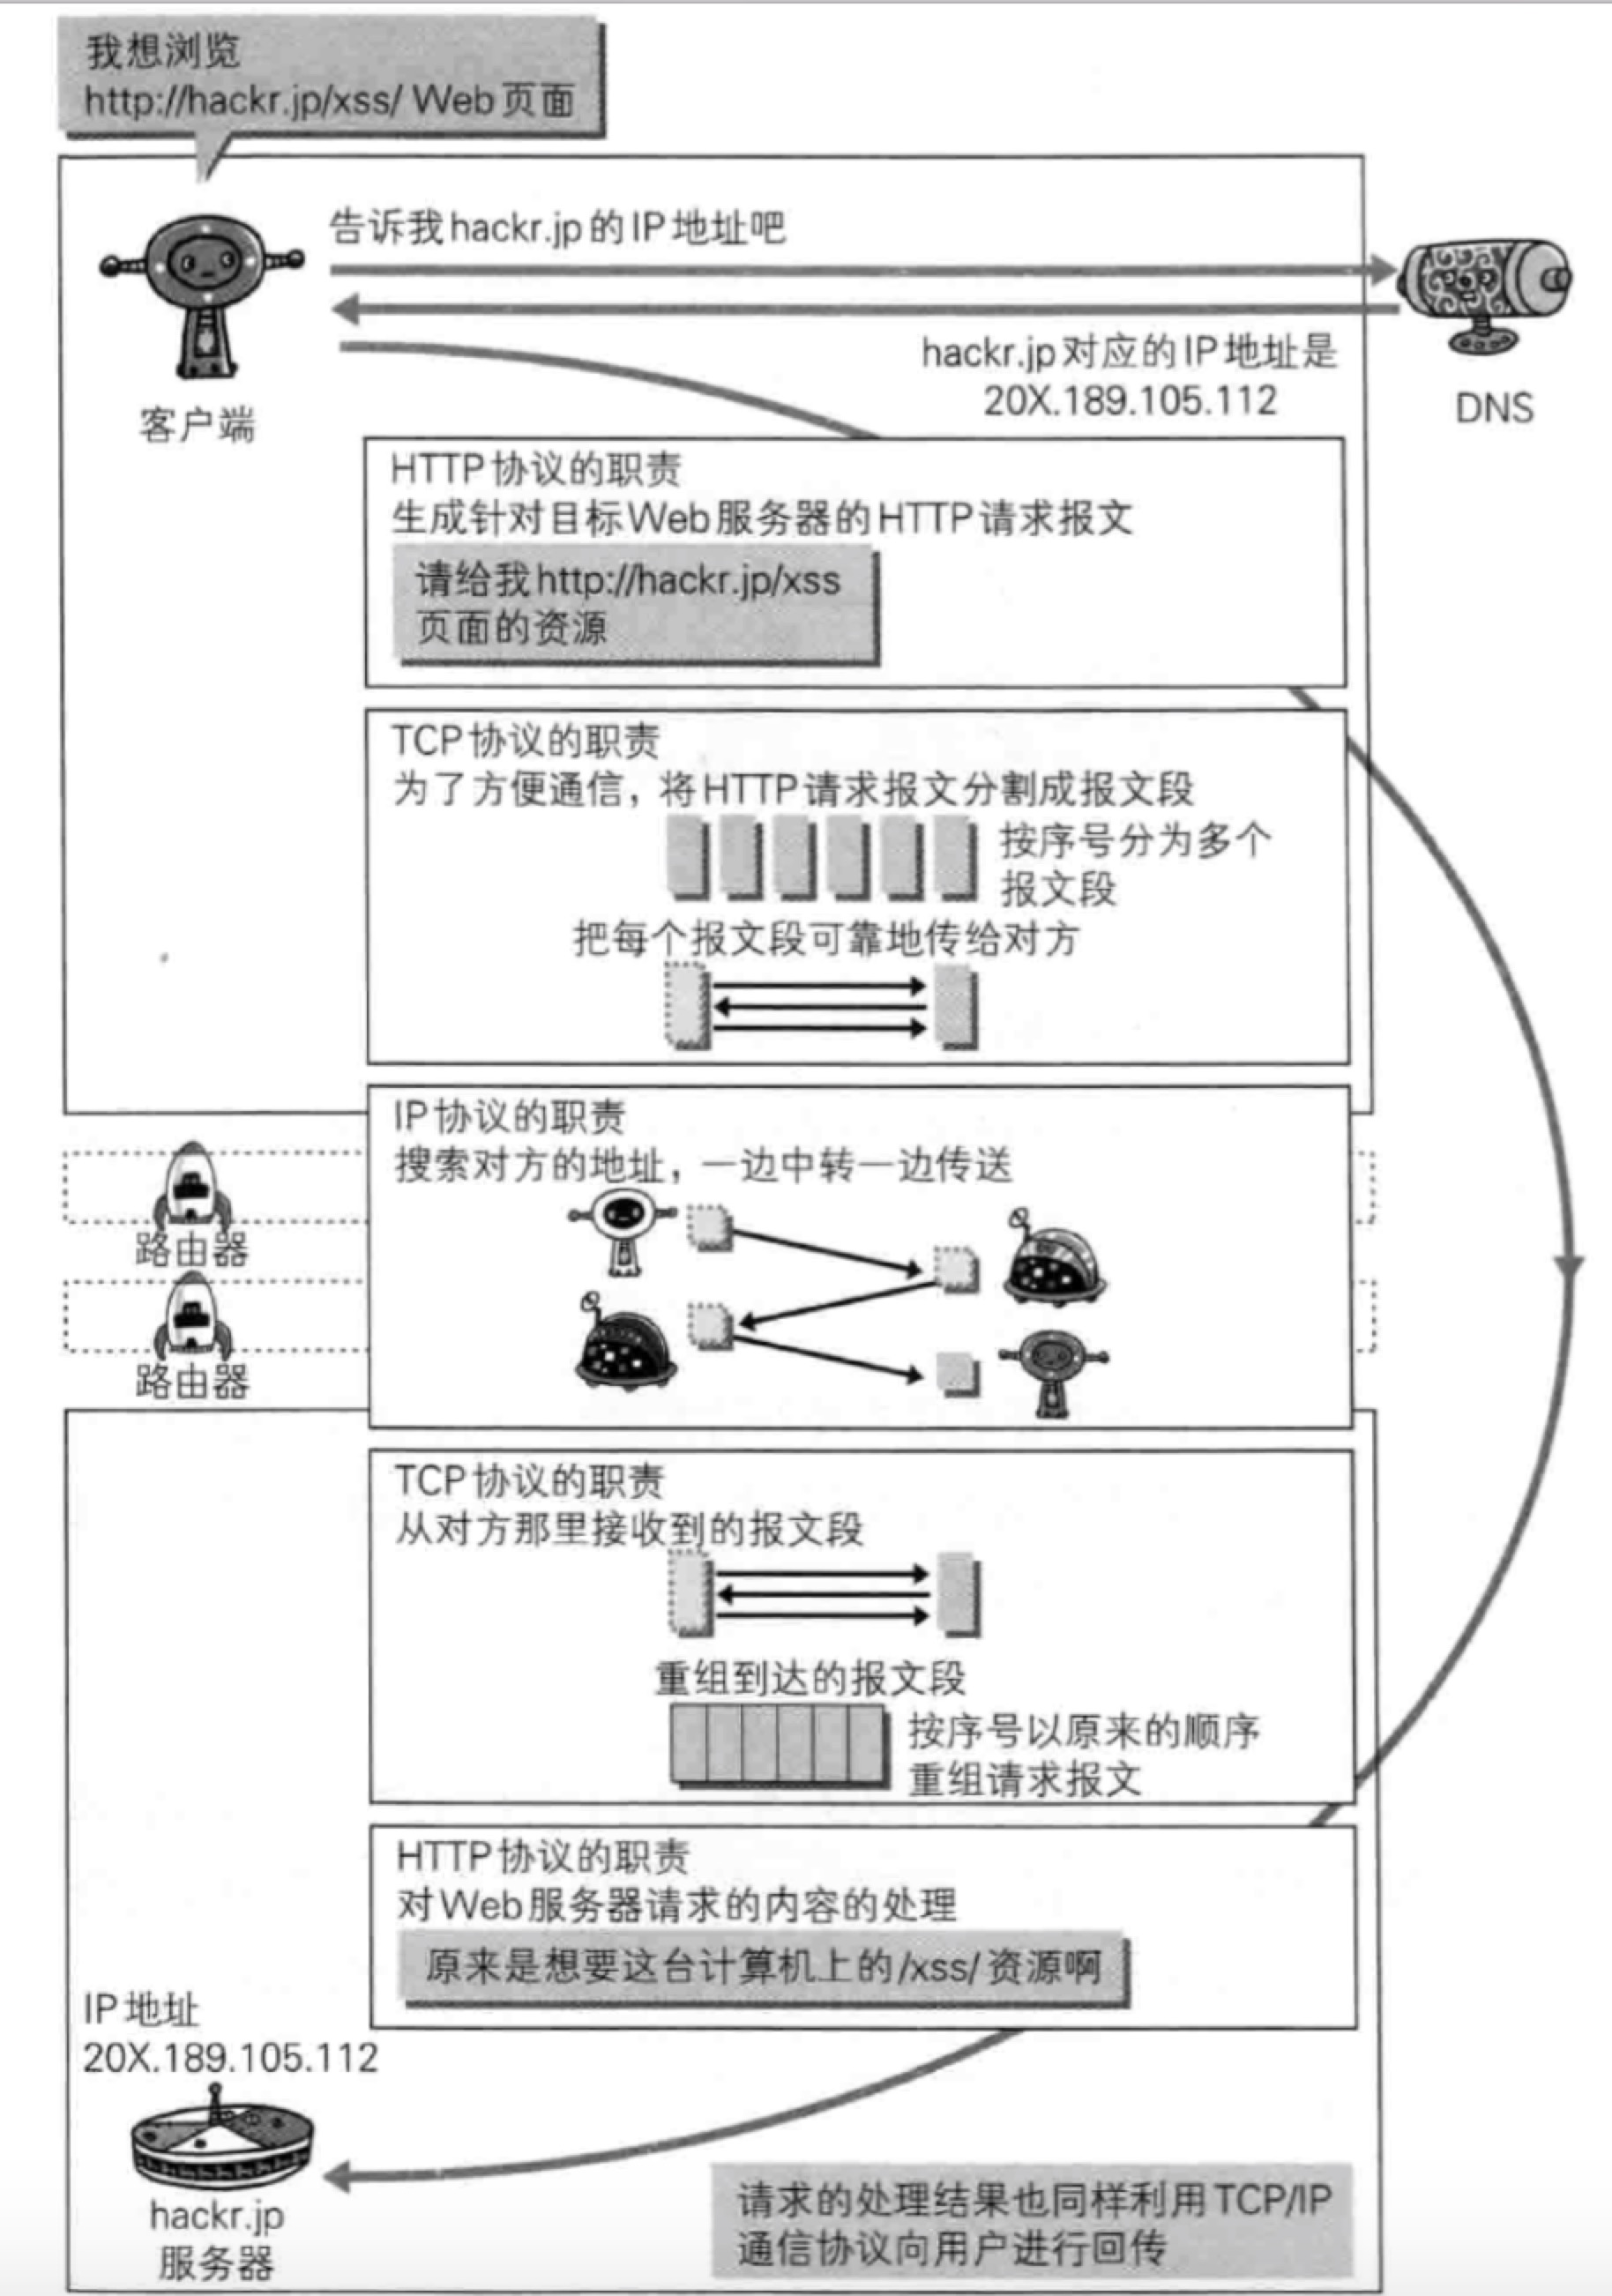 我想浏览
http://hackr.jp/xss/ Web页面
告诉我hackr.jp的IP地址吧
hackr.jp对应的IP地址是
20X.189.105.112
客户端
DNS
HTTP协议的职责
生成针对目标Web服务器的HTTP请求报文
请给我http://hackr.jp/xss
页面的资源
TCP协议的职责
为了方便通信，将HTTP请求报文分割成报文段
按序号分为多个
报文段
把每个报文段可靠地传给对方
IP协议的职责
搜索对方的地址，一边中转一边传送
路由器
路由器
TCP协议的职责
从对方那里接收到的报文段
重组到达的报文段
按序号以原来的顺序
重组请求报文
HTTP协议的职责
对Web服务器请求的内容的处理
原来是想要这台计算机上的/xss/资源啊
IP地址
20X.189.105.112
hackr.jp
服务器
请求的处理结果也同样利用TCP/IP
通信协议向用户进行回传